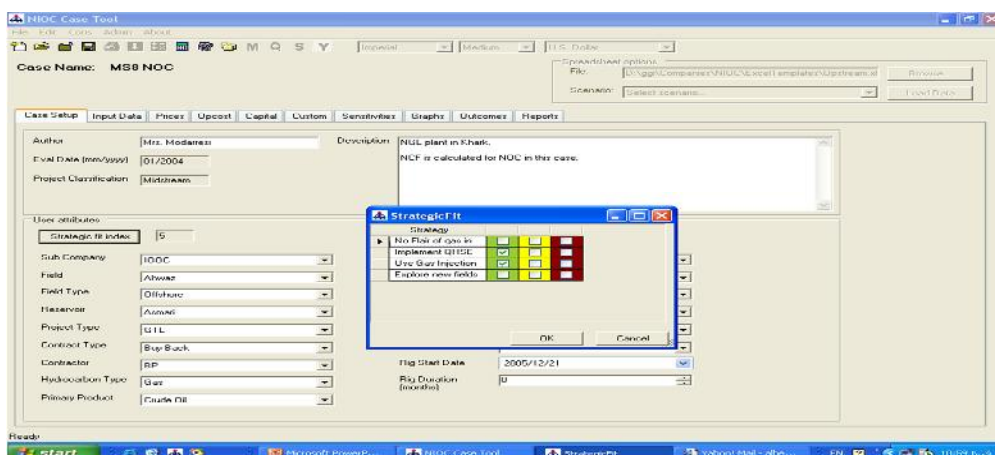 NIOC Case Tool
File Edit Cons Admin About
M Q S Y Imperial Medium U.S. Dollar
Case Name: MS8 NOC
Spreadsheet options
File:
Browse
Scenario: Select scenario...
Load Data
Case Setup Input Data Prices Upcost Capital Custom Sensitivities Graphs Outcomes Reports
Author Mrs. Modarresi
Description NGL plant in Khark.
NCF is calculated for NOC in this case.
Eval Date (mm/yyyy) 01/2004
Project Classification Midstream
User attributes
Strategic fit index 5
Sub Company IOOC
Field Ahwaz
Field Type Offshore
Reservoir Asmari
Project Type GTL
Contract Type Buy Back
Contractor BP
Hydrocarbon Type Gas
Primary Product Crude Oil
StrategicFit
Strategy
No Flair of gas in
Implement QHSE
Use Gas Injection
Explore new fields
OK Cancel
Rig Start Date 2005/12/21
Rig Duration (months) 0
Ready
start Microsoft PowerP... NIOC Case Tool StrategicFit Yahoo! Mail - albe... EN